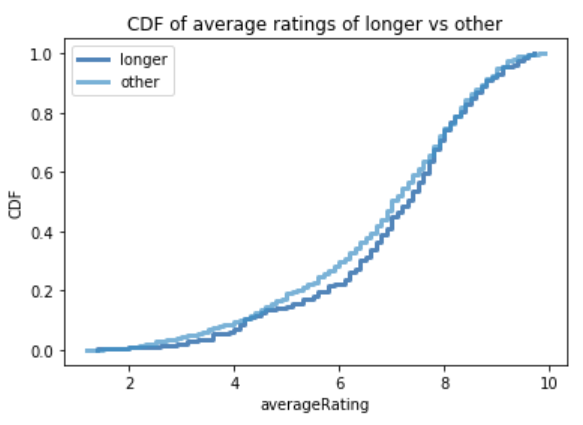 CDF of average ratings of longer vs other
longer
other
1.0
0.8
0.6
0.4
0.2
0.0
CDF
2 4 6 8 10
averageRating